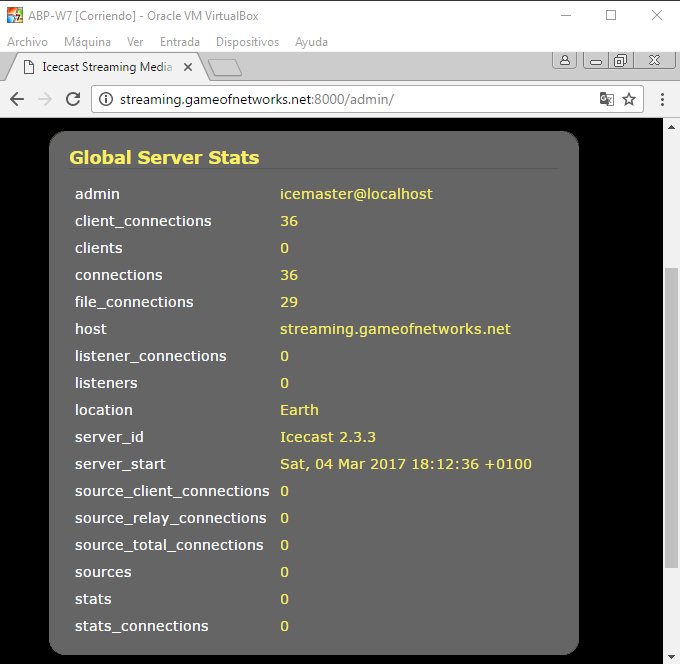 ABP-W7 [Corriendo] - Oracle VM VirtualBox
Archivo Máquina Ver Entrada Dispositivos Ayuda
Icecast Streaming Media
streaming.gameofnetworks.net:8000/admin/
Global Server Stats
admin icemaster@localhost
client_connections 36
clients 0
connections 36
file_connections 29
host streaming.gameofnetworks.net
listener_connections 0
listeners 0
location Earth
server_id Icecast 2.3.3
server_start Sat, 04 Mar 2017 18:12:36 +0100
source_client_connections 0
source_relay_connections 0
source_total_connections 0
sources 0
stats 0
stats_connections 0